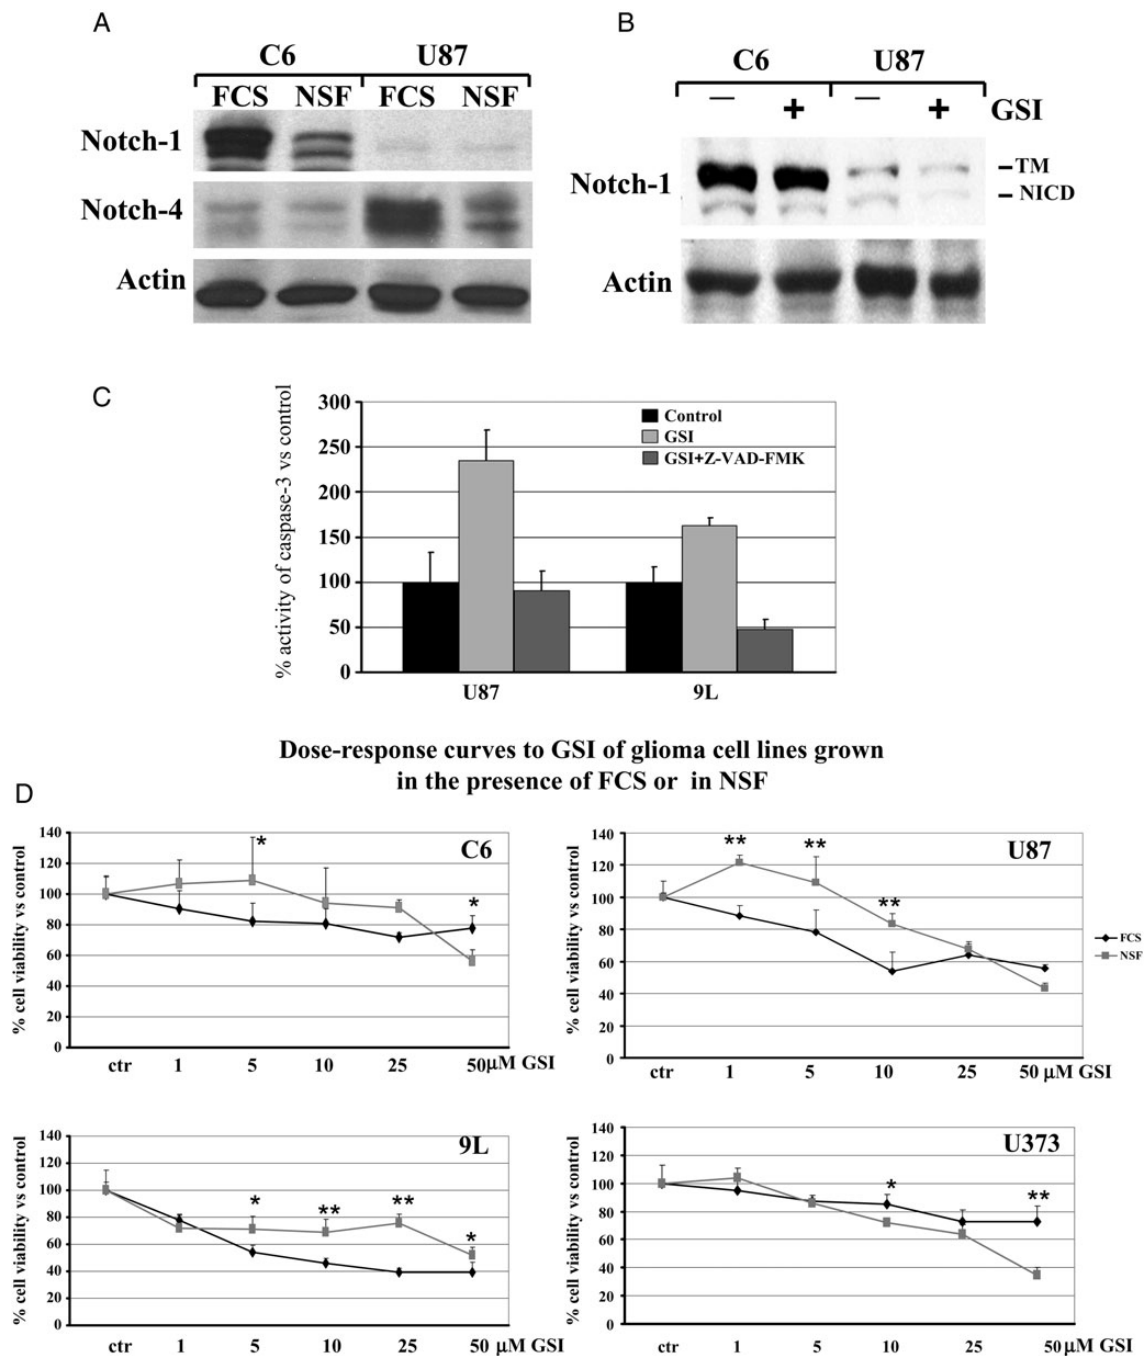 A
C6 U87
FCS NSF FCS NSF
Notch-1
Notch-4
Actin
B
C6 U87
— + — + GSI
Notch-1
– TM
– NICD
Actin
C
% activity of caspase-3 vs control
300
250
200
150
100
50
0
Control
GSI
GSI+Z-VAD-FMK
U87 9L
Dose-response curves to GSI of glioma cell lines grown
in the presence of FCS or in NSF
D
% cell viability vs control
140
120
100
80
60
40
20
0
* *
C6
ctr 1 5 10 25 50µM GSI
% cell viability vs control
140
120
100
80
60
40
20
0
** ** **
U87
ctr 1 5 10 25 50 µM GSI
FCS
NSF
% cell viability vs control
140
120
100
80
60
40
20
0
* ** ** *
9L
ctr 1 5 10 25 50 µM GSI
% cell viability vs control
140
120
100
80
60
40
20
0
* **
U373
ctr 1 5 10 25 50 µM GSI